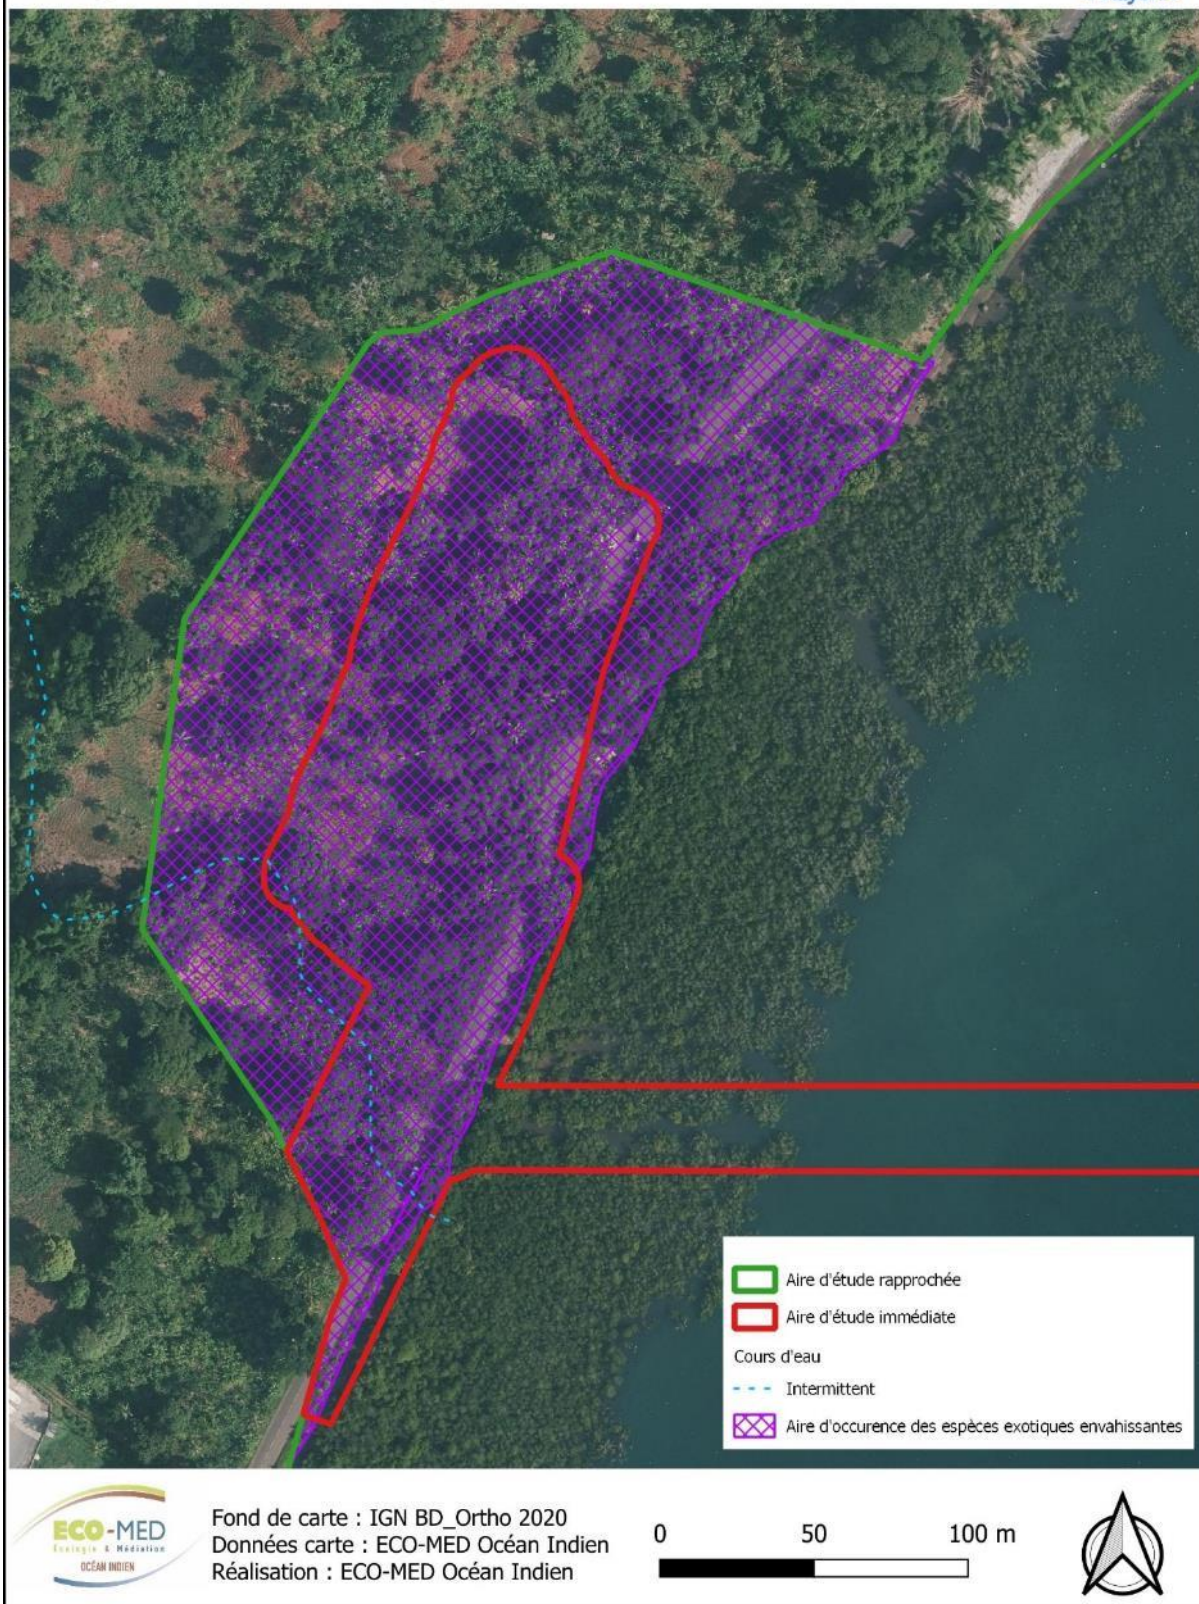 Aire d'étude rapprochée
Aire d'étude immédiate
Cours d'eau
Intermittent
Aire d'occurence des espèces exotiques envahissantes
ECO-MED
Ecologie & Médiation
OCÉAN INDIEN
Fond de carte : IGN BD_Ortho 2020
Données carte : ECO-MED Océan Indien
Réalisation : ECO-MED Océan Indien
0 50 100 m